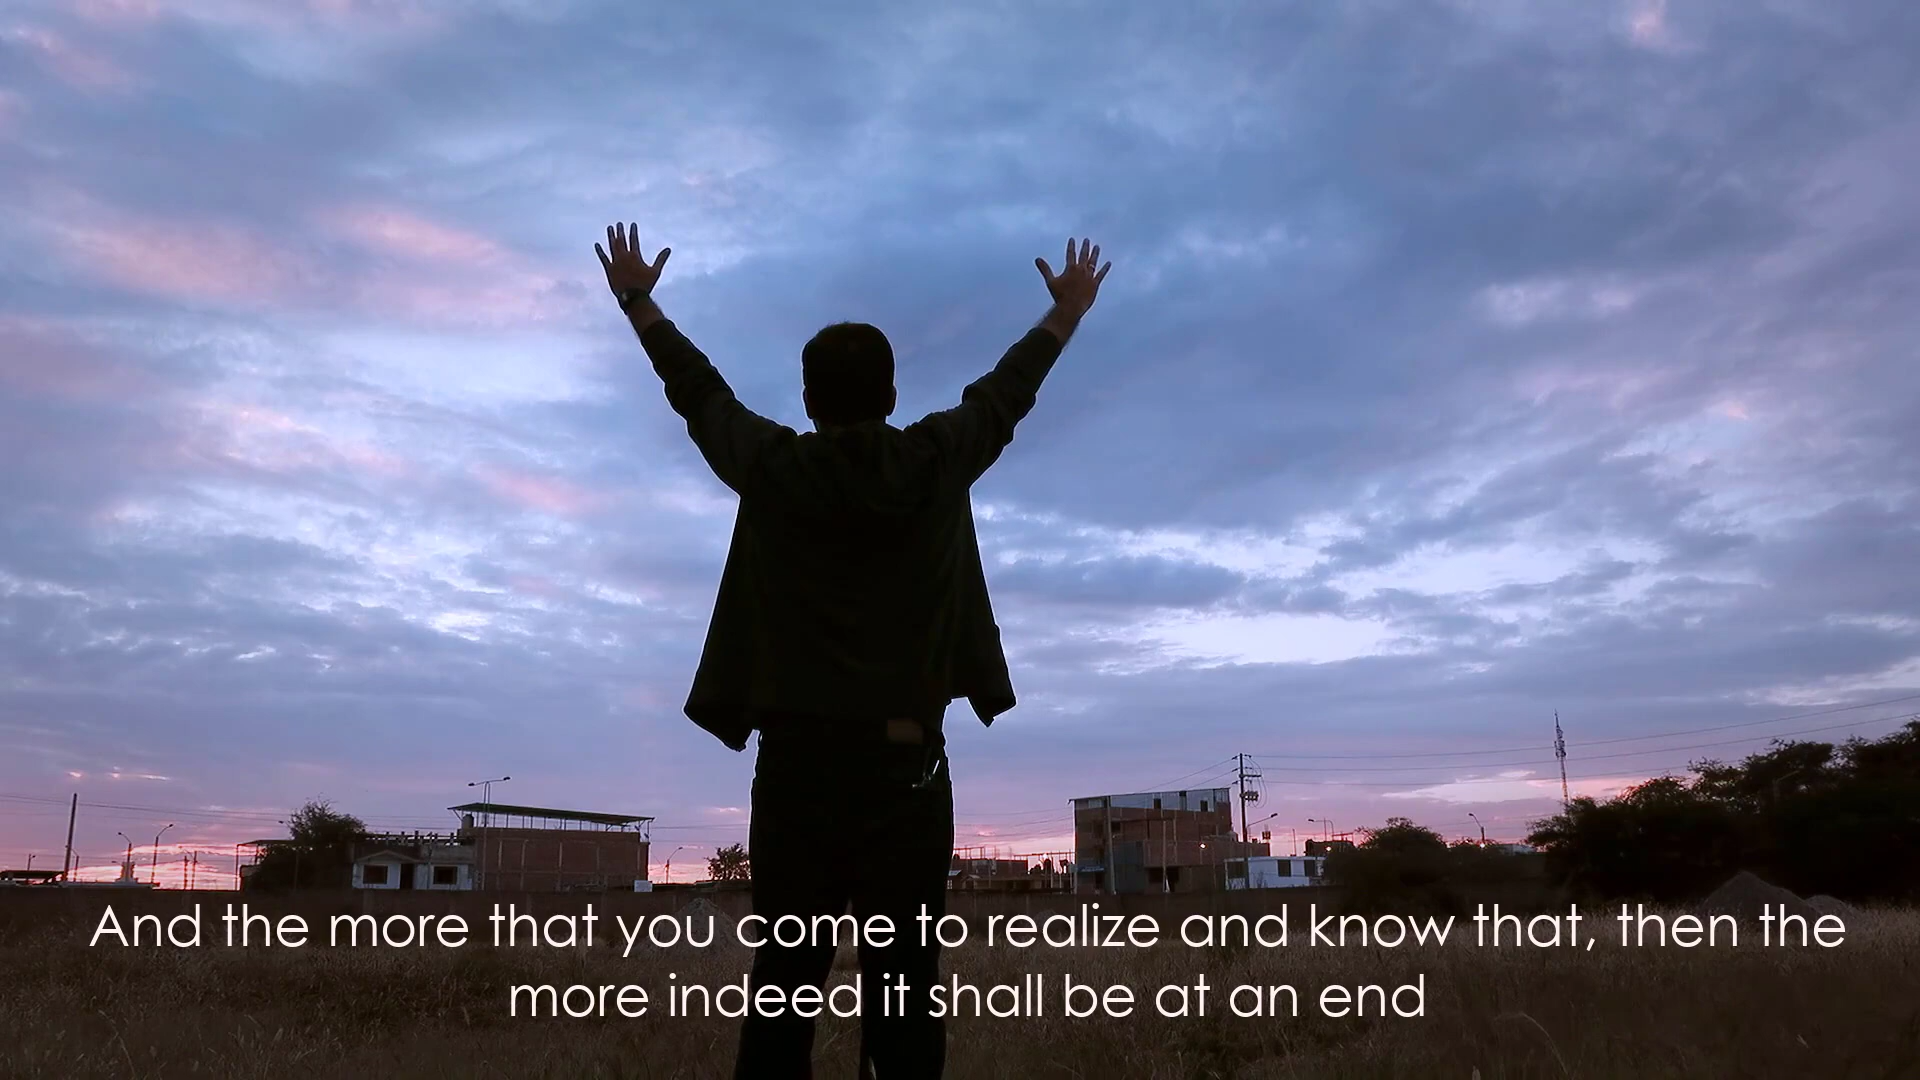 And the more that you come to realize and know that, then the
more indeed it shall be at an end